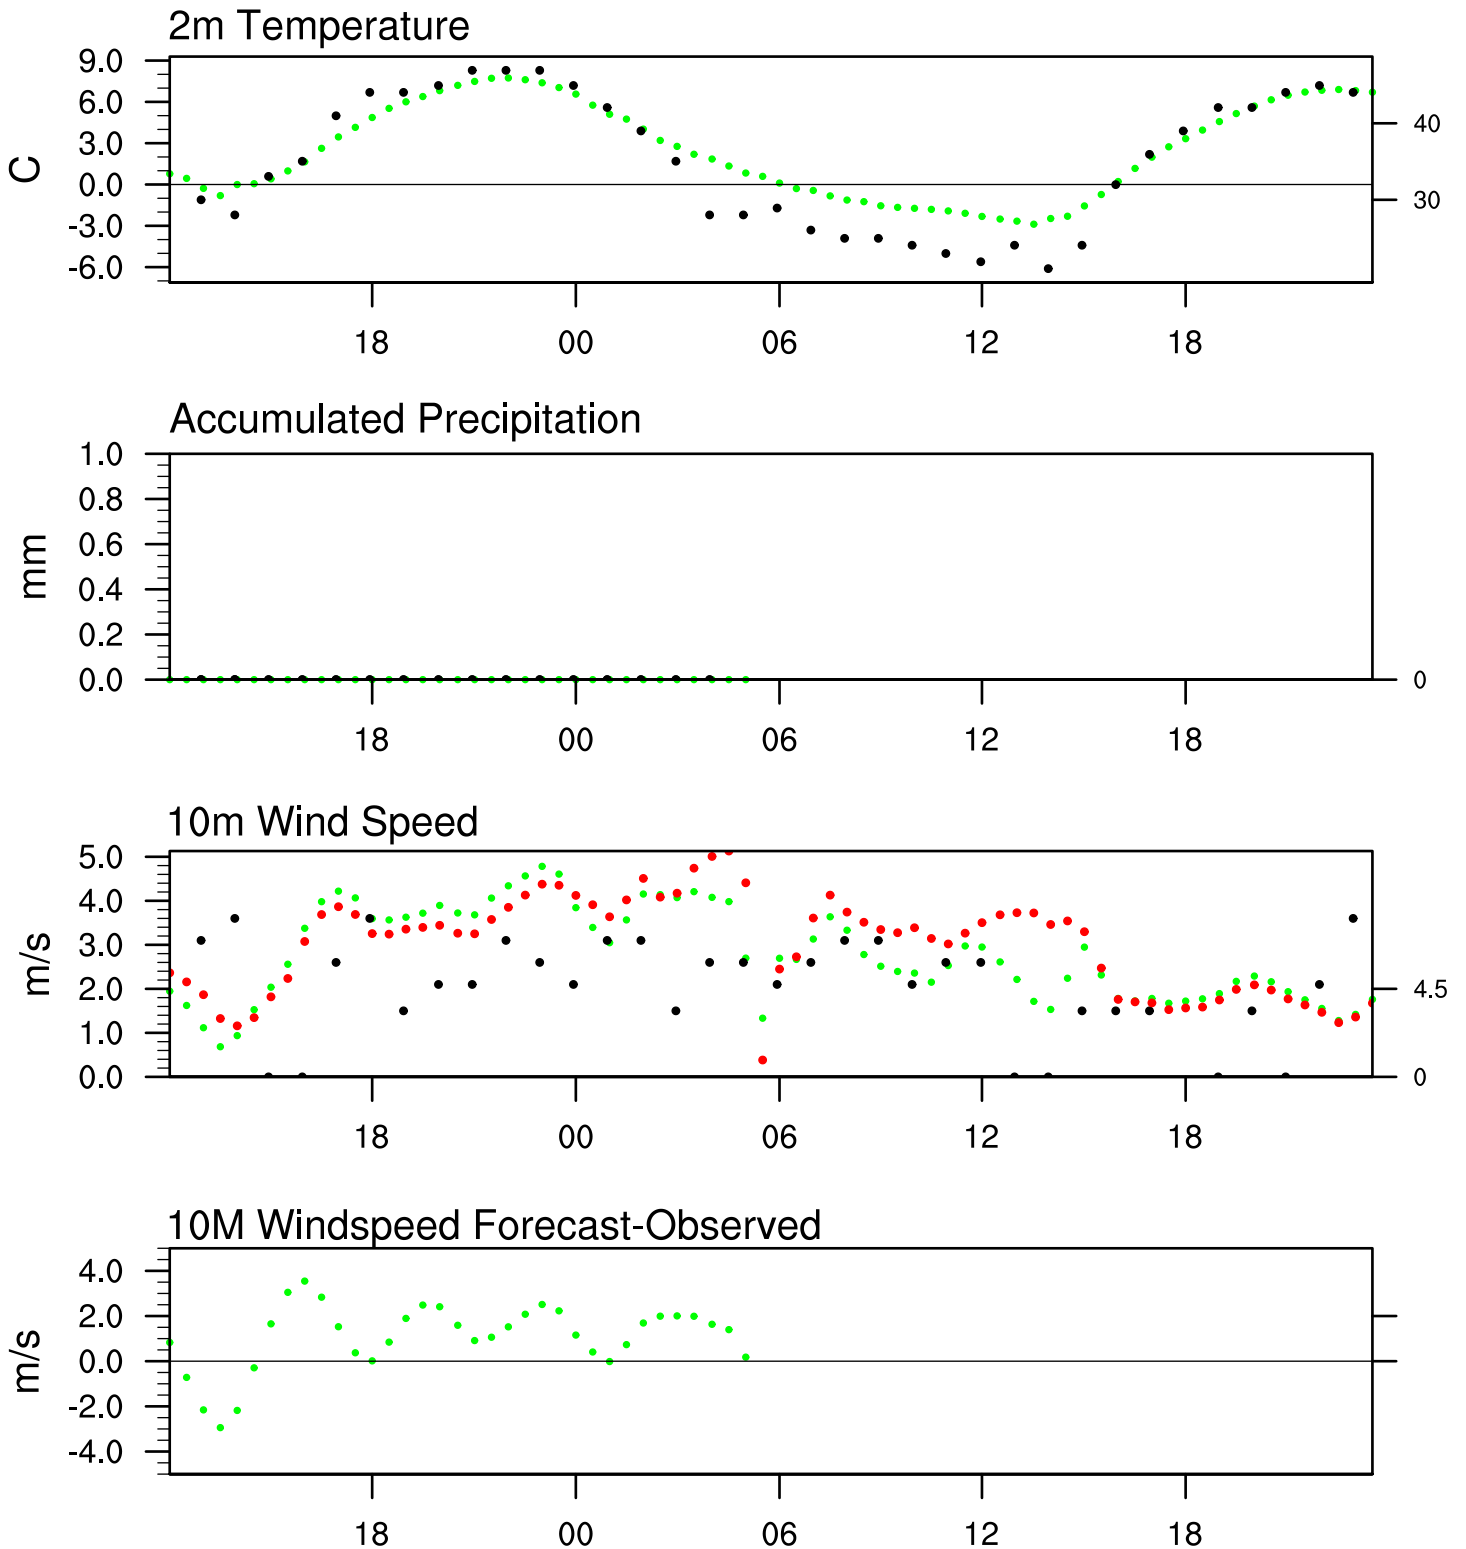 2m Temperature
9.0
6.0
3.0
0.0
-3.0
-6.0
C
40
30
18 00 06 12 18
Accumulated Precipitation
1.0
0.8
0.6
0.4
0.2
0.0
mm
0
18 00 06 12 18
10m Wind Speed
5.0
4.0
3.0
2.0
1.0
0.0
m/s
4.5
0
18 00 06 12 18
10M Windspeed Forecast-Observed
4.0
2.0
0.0
-2.0
-4.0
m/s
18 00 06 12 18